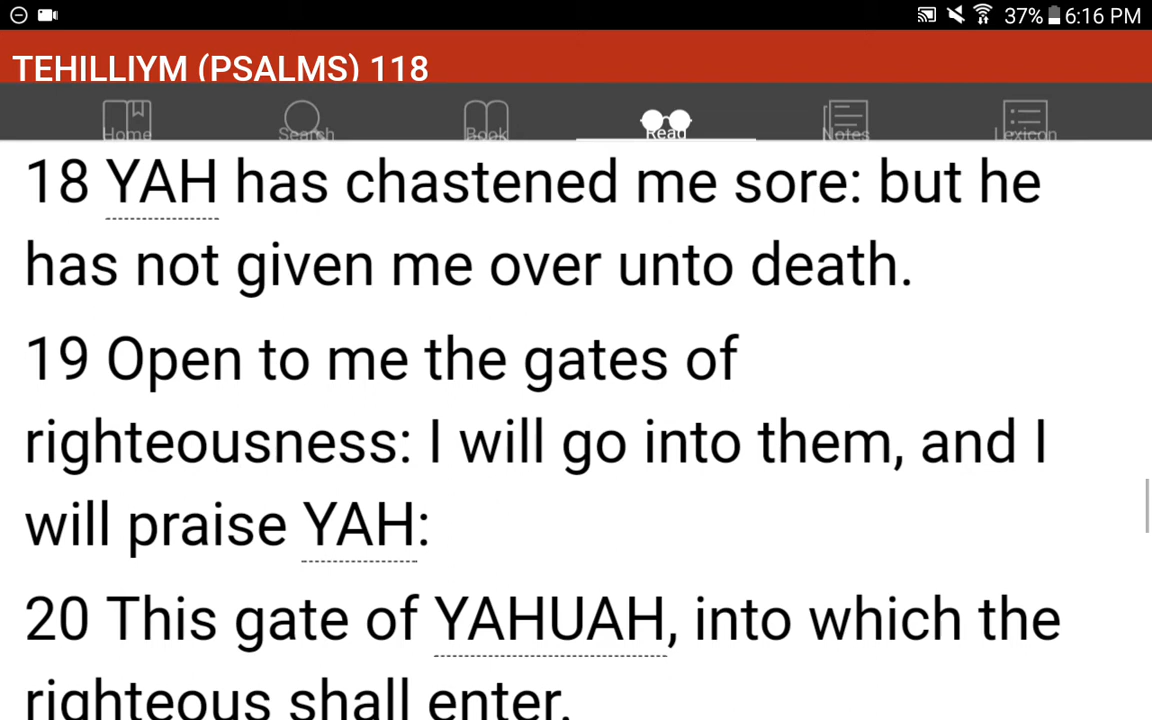 37% 6:16 PM
TEHILLIYM (PSALMS) 118
Home Search Book Read Notes Lexicon
18 YAH has chastened me sore: but he
has not given me over unto death.
19 Open to me the gates of
righteousness: I will go into them, and I
will praise YAH:
20 This gate of YAHUAH, into which the
righteous shall enter.